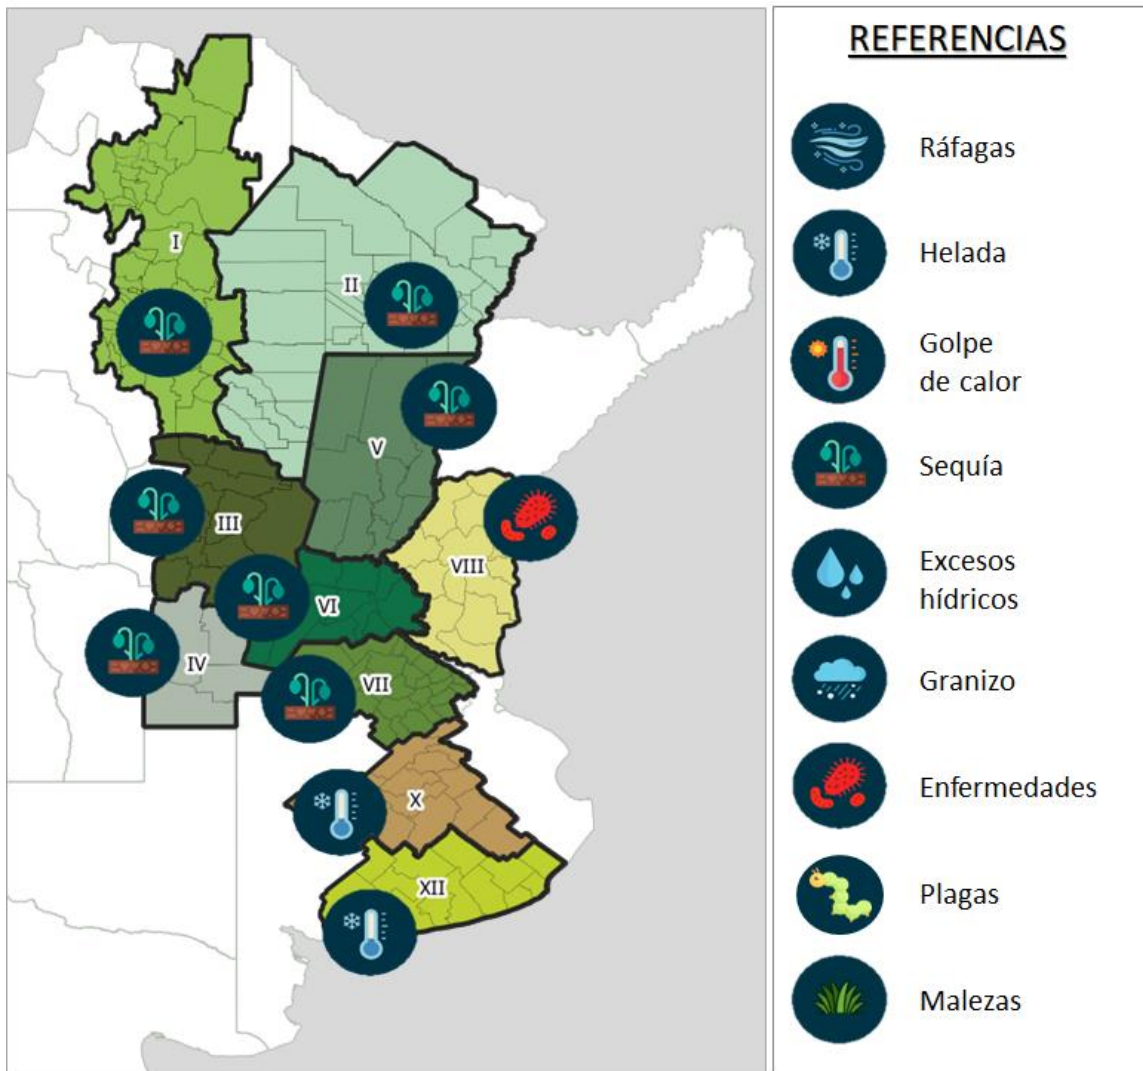 REFERENCIAS
Ráfagas
Helada
Golpe
de calor
Sequía
Excesos
hídricos
Granizo
Enfermedades
Plagas
Malezas
I
II
V
III
VIII
VI
IV
VII
X
XII